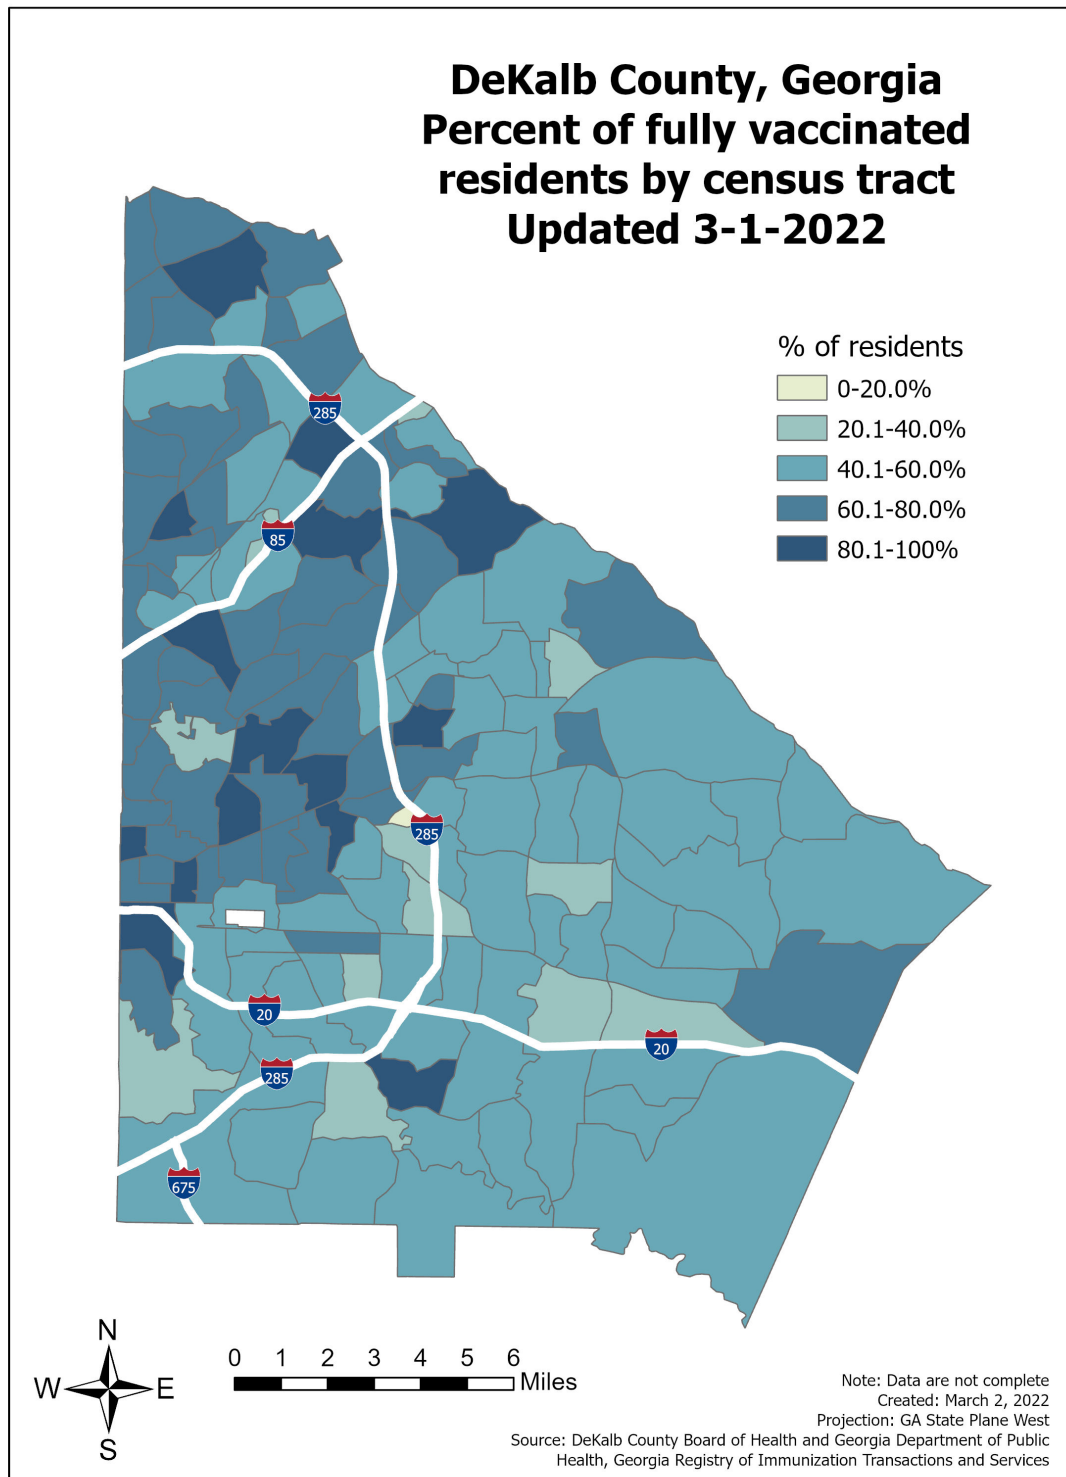 DeKalb County, Georgia
Percent of fully vaccinated
residents by census tract
Updated 3-1-2022
% of residents
0-20.0%
20.1-40.0%
40.1-60.0%
60.1-80.0%
80.1-100%
285
85
285
20
20
285
675
N
W E
S
0 1 2 3 4 5 6
Miles
Note: Data are not complete
Created: March 2, 2022
Projection: GA State Plane West
Source: DeKalb County Board of Health and Georgia Department of Public
Health, Georgia Registry of Immunization Transactions and Services